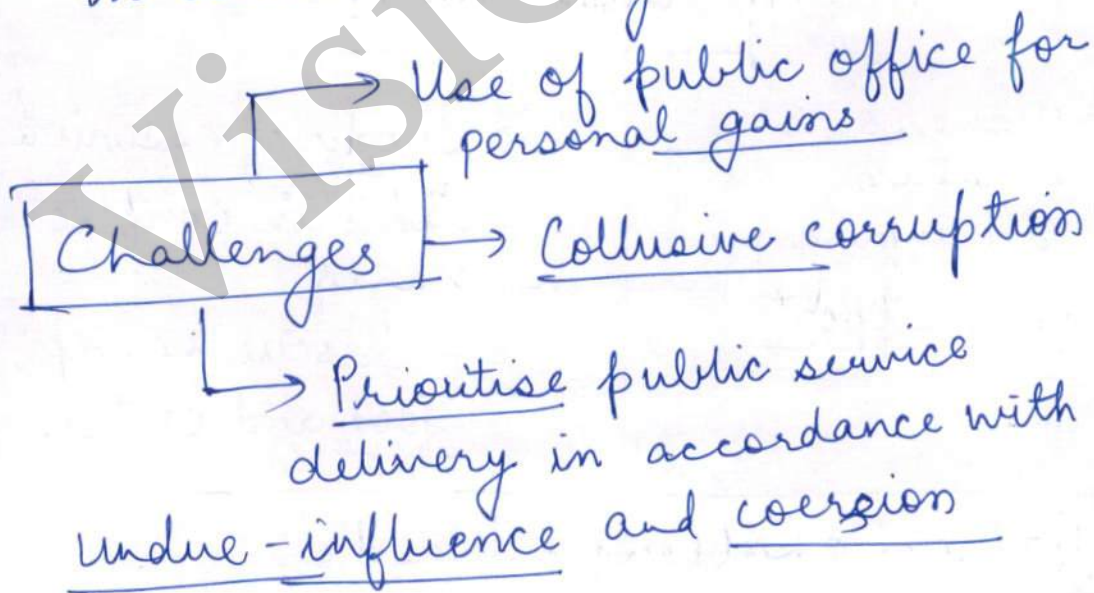 Use of public office for
personal gains
Challenges
Collusive corruption
Prioritise public service
delivery in accordance with
undue-influence and coersion